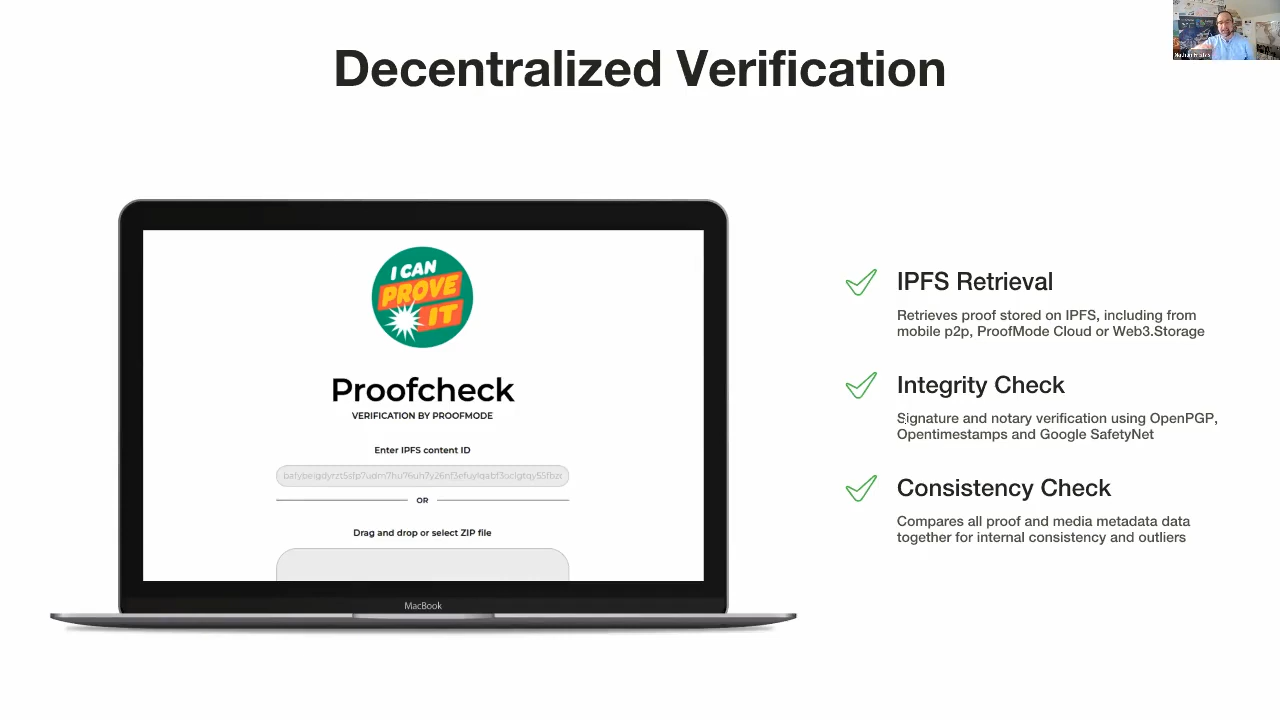 Decentralized Verification
I CAN
PROVE
IT
Proofcheck
VERIFICATION BY PROOFMODE
Enter IPFS content ID
OR
Drag and drop or select ZIP file
MacBook
IPFS Retrieval
Retrieves proof stored on IPFS, including from
mobile p2p, ProofMode Cloud or Web3.Storage
Integrity Check
Signature and notary verification using OpenPGP,
Opentimestamps and Google SafetyNet
Consistency Check
Compares all proof and media metadata data
together for internal consistency and outliers